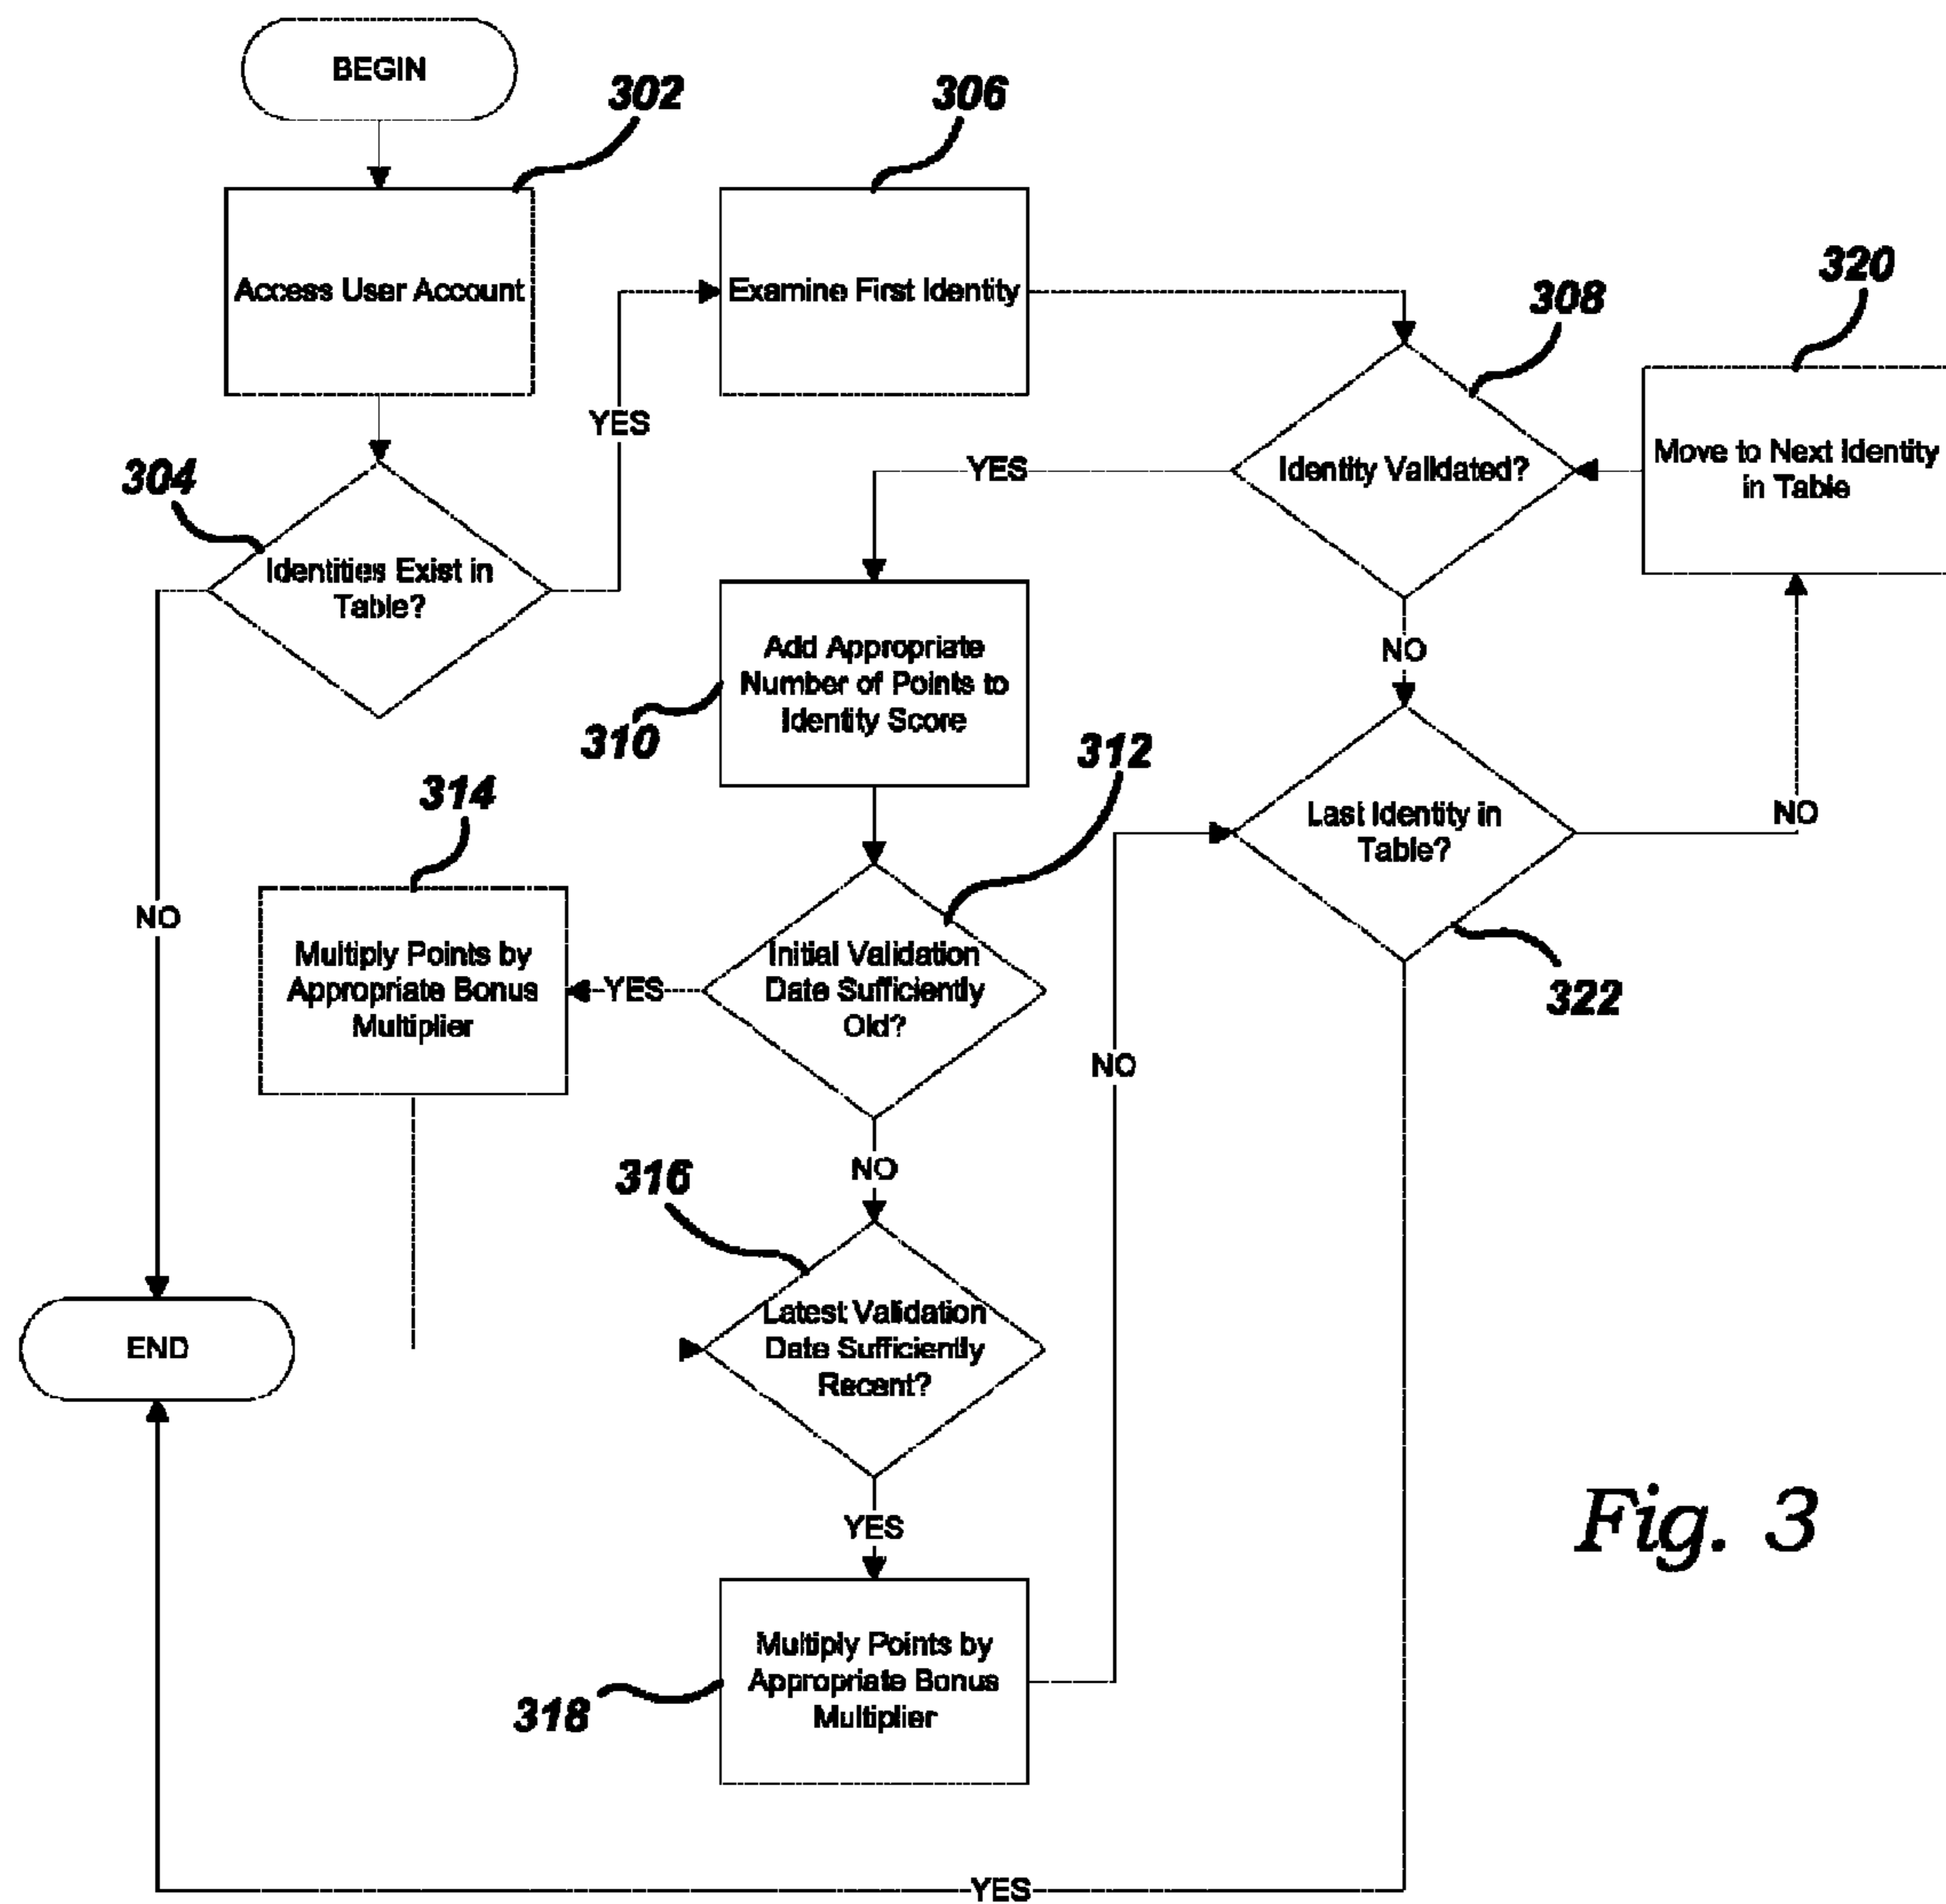 BEGIN
302
Access User Account
304
Identities Exist in
Table?
YES
NO
306
Examine First Identity
308
Identity Validated?
YES
NO
320
Move to Next Identity
in Table
310
Add Appropriate
Number of Points to
Identity Score
312
Initial Validation
Date Sufficiently
Old?
YES
NO
314
Multiply Points by
Appropriate Bonus
Multiplier
316
Latest Validation
Date Sufficiently
Recent?
YES
NO
318
Multiply Points by
Appropriate Bonus
Multiplier
322
Last Identity in
Table?
NO
YES
END
Fig. 3